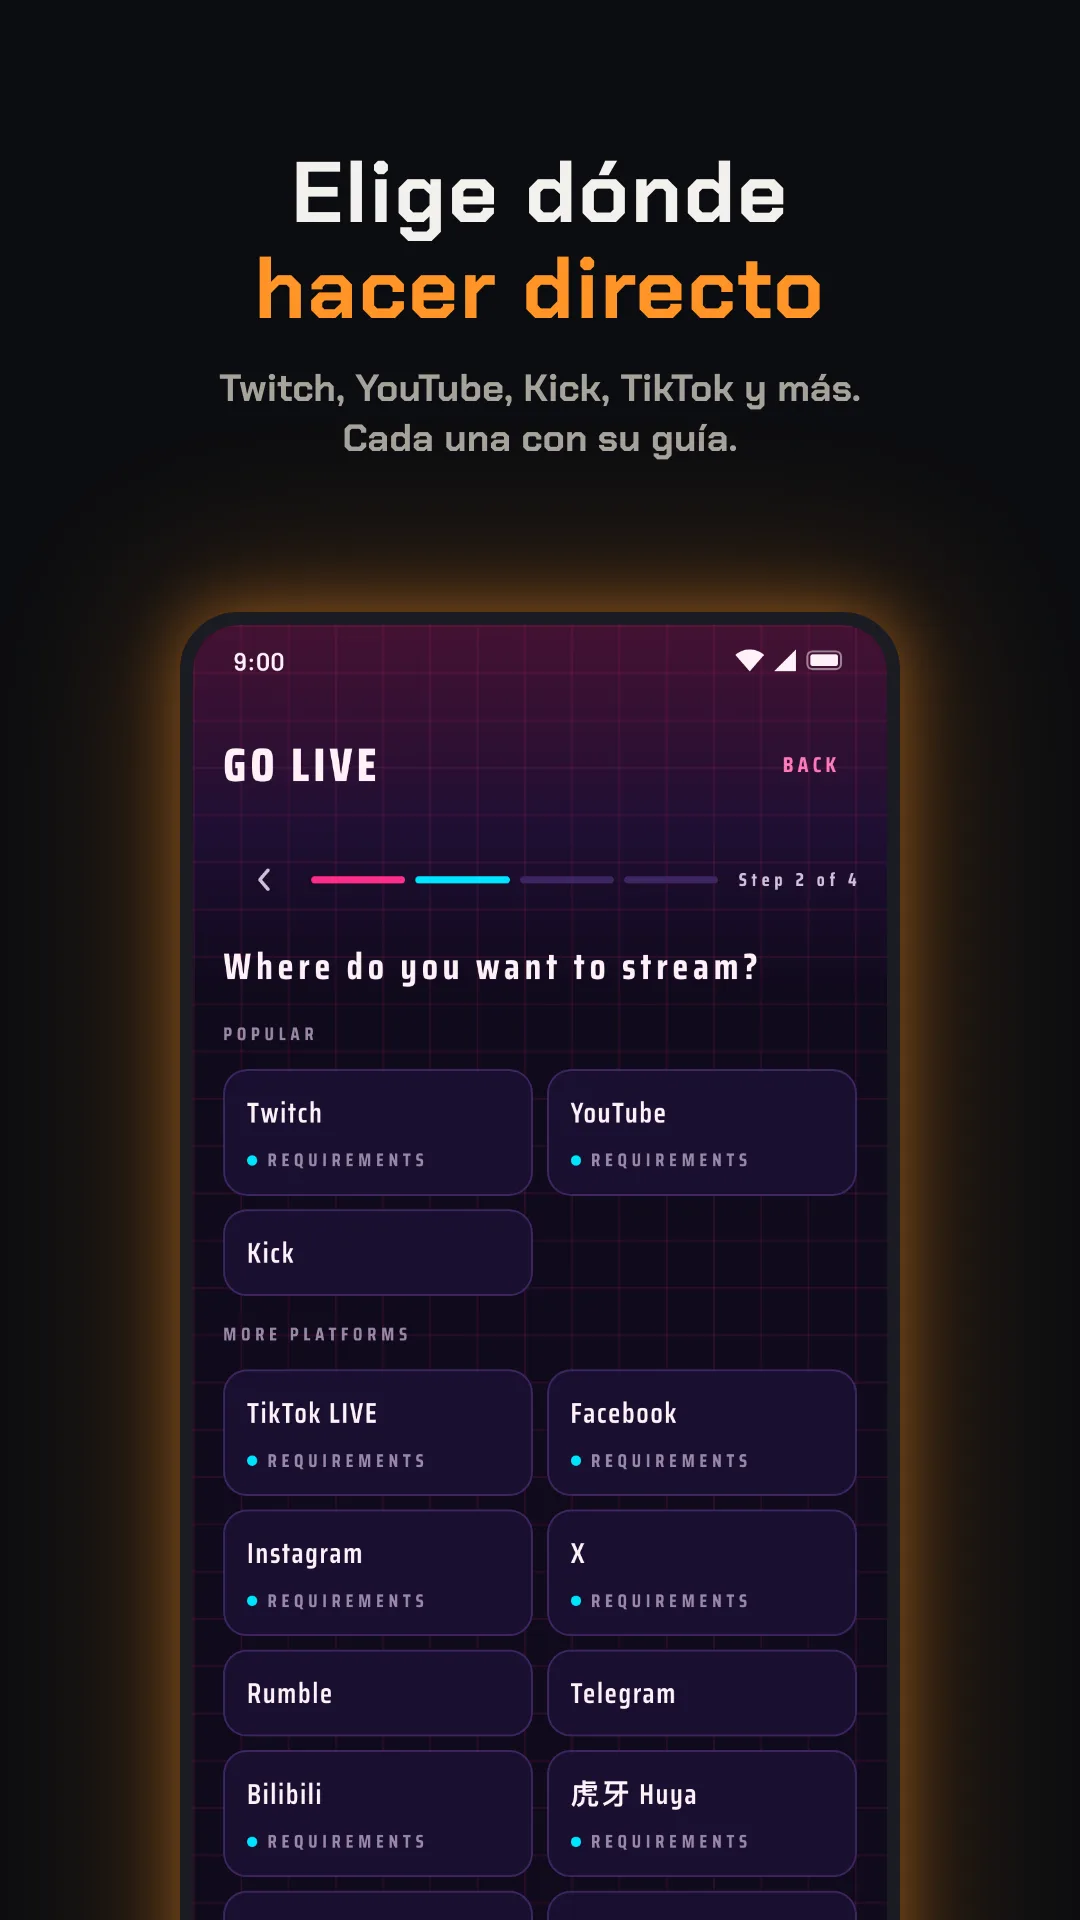 Elige dónde
hacer directo
Twitch, YouTube, Kick, TikTok y más.
Cada una con su guía.
9:00
GO LIVE
BACK
Step 2 of 4
Where do you want to stream?
POPULAR
Twitch
YouTube
REQUIREMENTS
REQUIREMENTS
Kick
MORE PLATFORMS
TikTok LIVE
Facebook
REQUIREMENTS
REQUIREMENTS
Instagram
X
REQUIREMENTS
REQUIREMENTS
Rumble
Telegram
Bilibili
虎牙 Huya
REQUIREMENTS
REQUIREMENTS